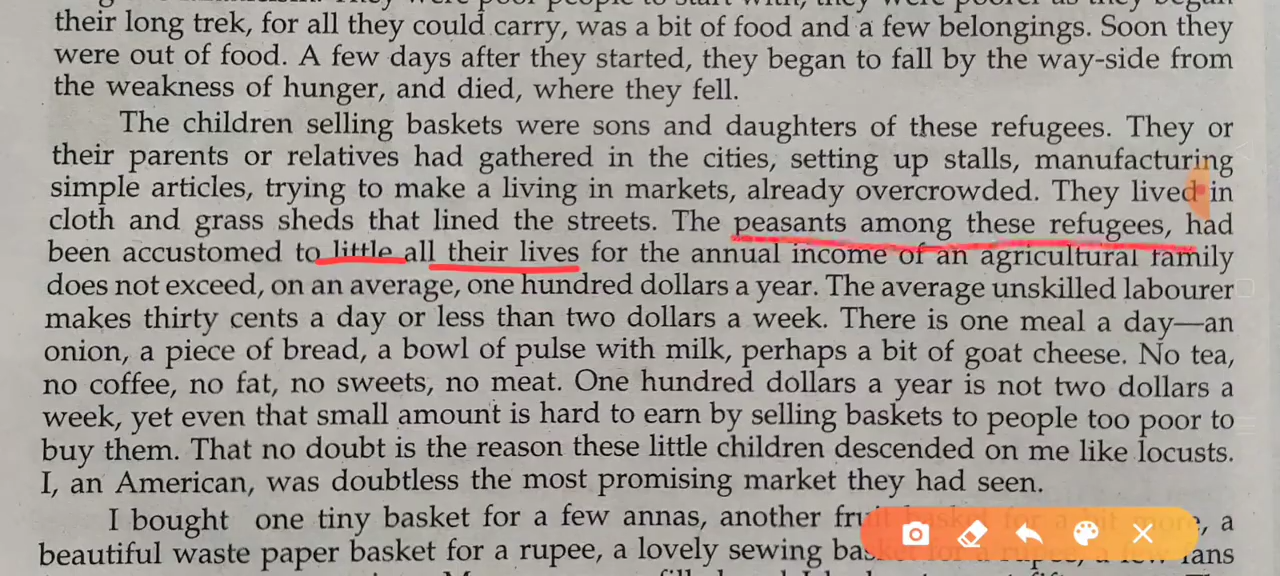 their long trek, for all they could carry, was a bit of food and a few belongings. Soon they
were out of food. A few days after they started, they began to fall by the way-side from
the weakness of hunger, and died, where they fell.
The children selling baskets were sons and daughters of these refugees. They or
their parents or relatives had gathered in the cities, setting up stalls, manufacturing
simple articles, trying to make a living in markets, already overcrowded. They lived in
cloth and grass sheds that lined the streets. The peasants among these refugees, had
been accustomed to little all their lives for the annual income of an agricultural family
does not exceed, on an average, one hundred dollars a year. The average unskilled labourer
makes thirty cents a day or less than two dollars a week. There is one meal a day—an
onion, a piece of bread, a bowl of pulse with milk, perhaps a bit of goat cheese. No tea,
no coffee, no fat, no sweets, no meat. One hundred dollars a year is not two dollars a
week, yet even that small amount is hard to earn by selling baskets to people too poor to
buy them. That no doubt is the reason these little children descended on me like locusts.
I, an American, was doubtless the most promising market they had seen.
I bought one tiny basket for a few annas, another fruit basket for a bit more, a
beautiful waste paper basket for a rupee, a lovely sewing basket for a rupee, a few fans